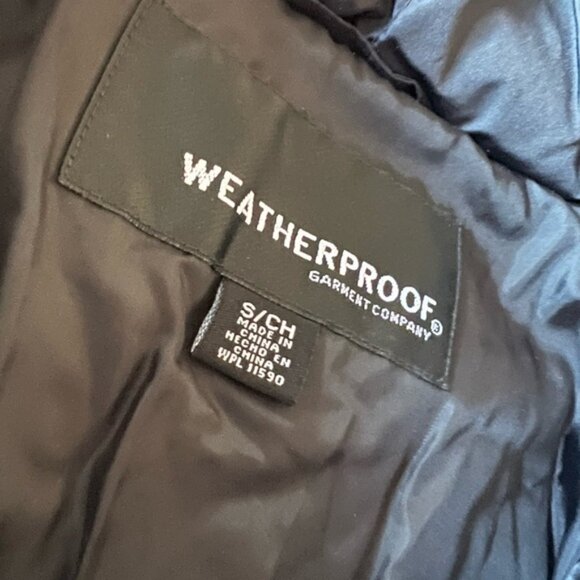 WEATHERPROOF®
GARMENT COMPANY
S/CH
MADE IN
CHINA
HECHO EN
CHINA
WPL 11590